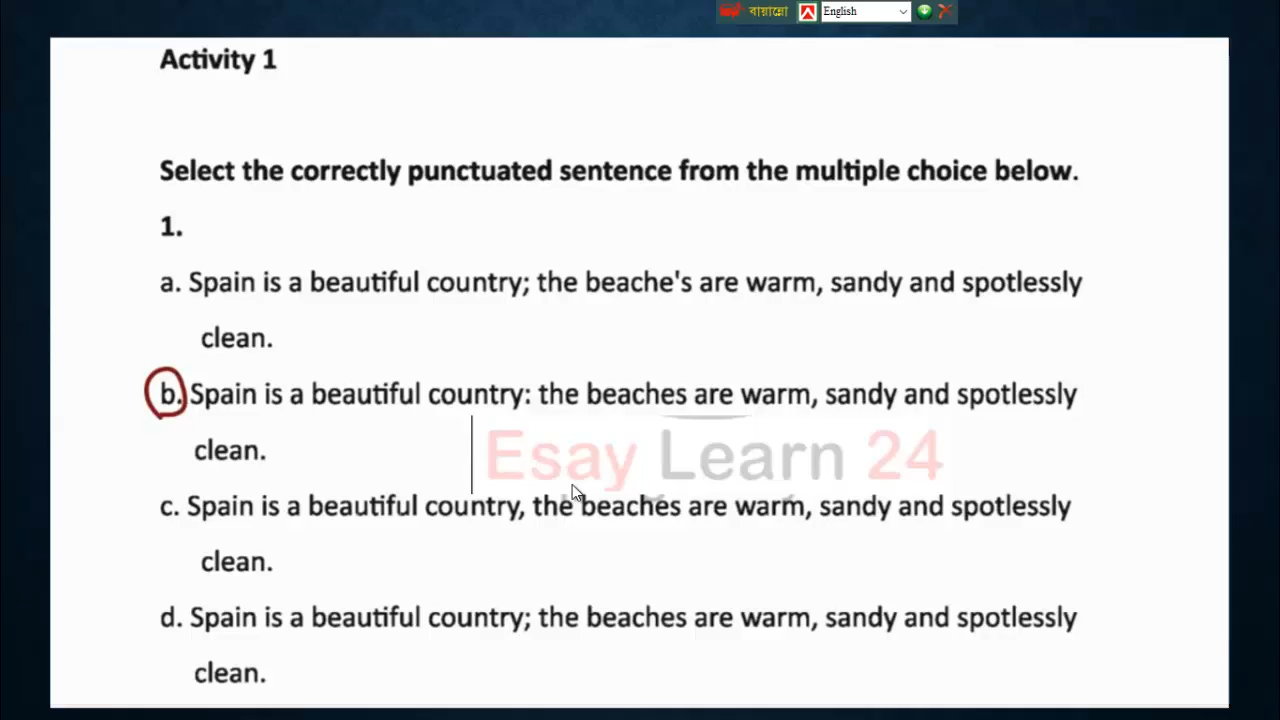 বায়ান্নো English
Activity 1
Select the correctly punctuated sentence from the multiple choice below.
1.
a. Spain is a beautiful country; the beache's are warm, sandy and spotlessly
clean.
b. Spain is a beautiful country: the beaches are warm, sandy and spotlessly
clean.
Esay Learn 24
c. Spain is a beautiful country, the beaches are warm, sandy and spotlessly
clean.
d. Spain is a beautiful country; the beaches are warm, sandy and spotlessly
clean.